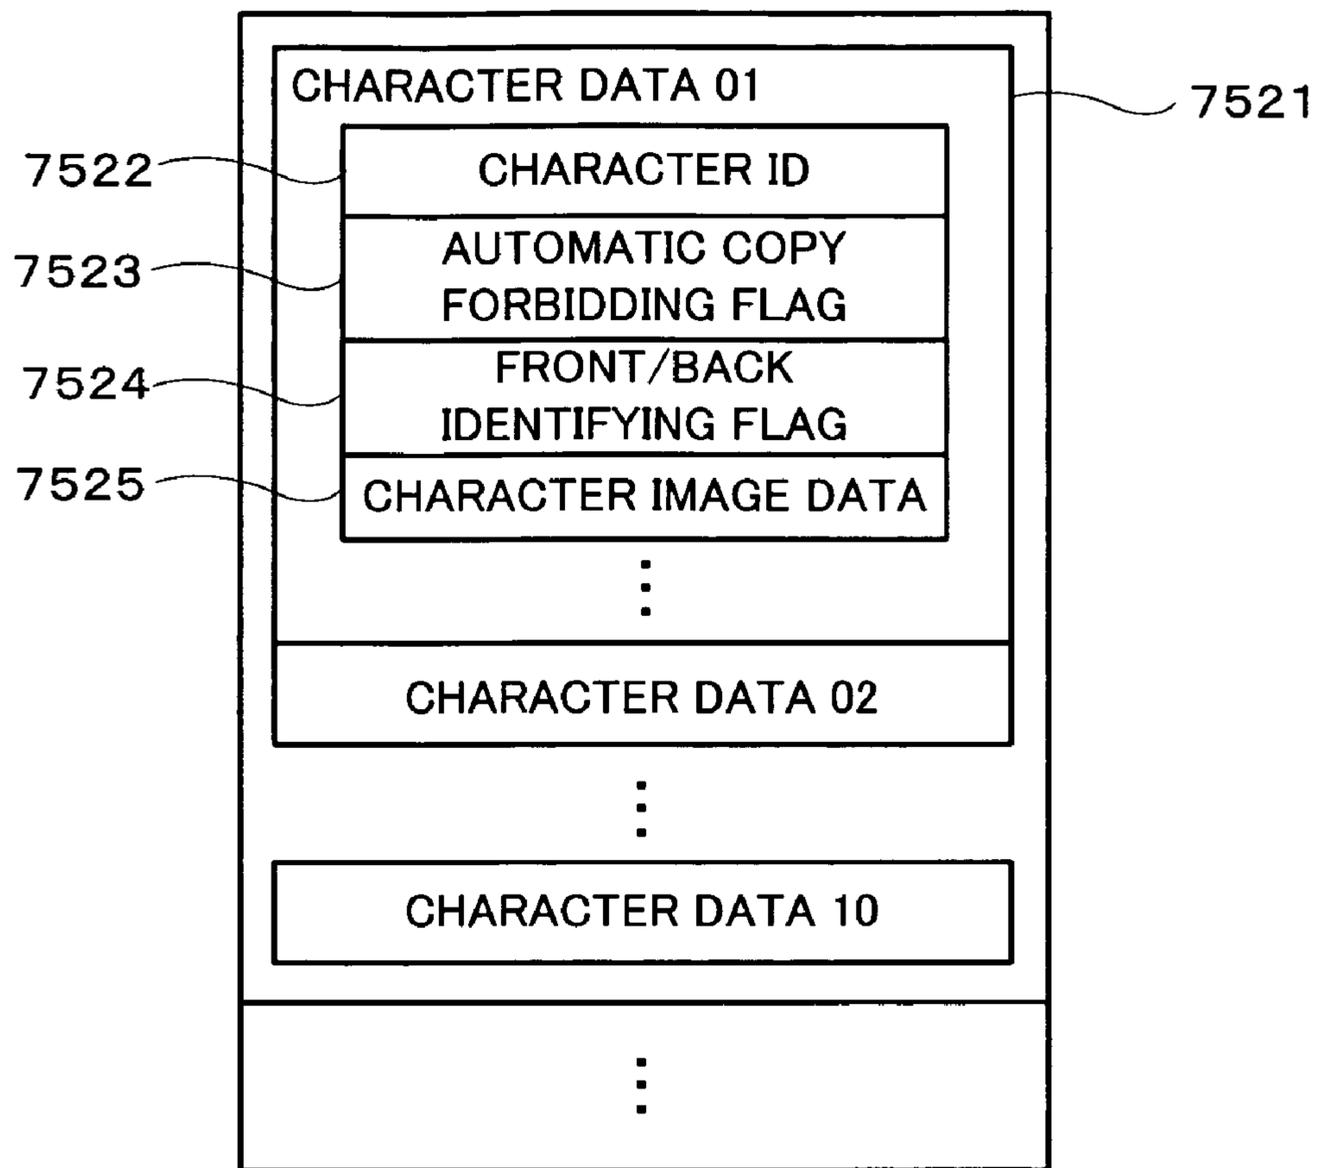 CHARACTER DATA 01
7521
7522
CHARACTER ID
7523
AUTOMATIC COPY
FORBIDDING FLAG
7524
FRONT/BACK
IDENTIFYING FLAG
7525
CHARACTER IMAGE DATA
CHARACTER DATA 02
CHARACTER DATA 10